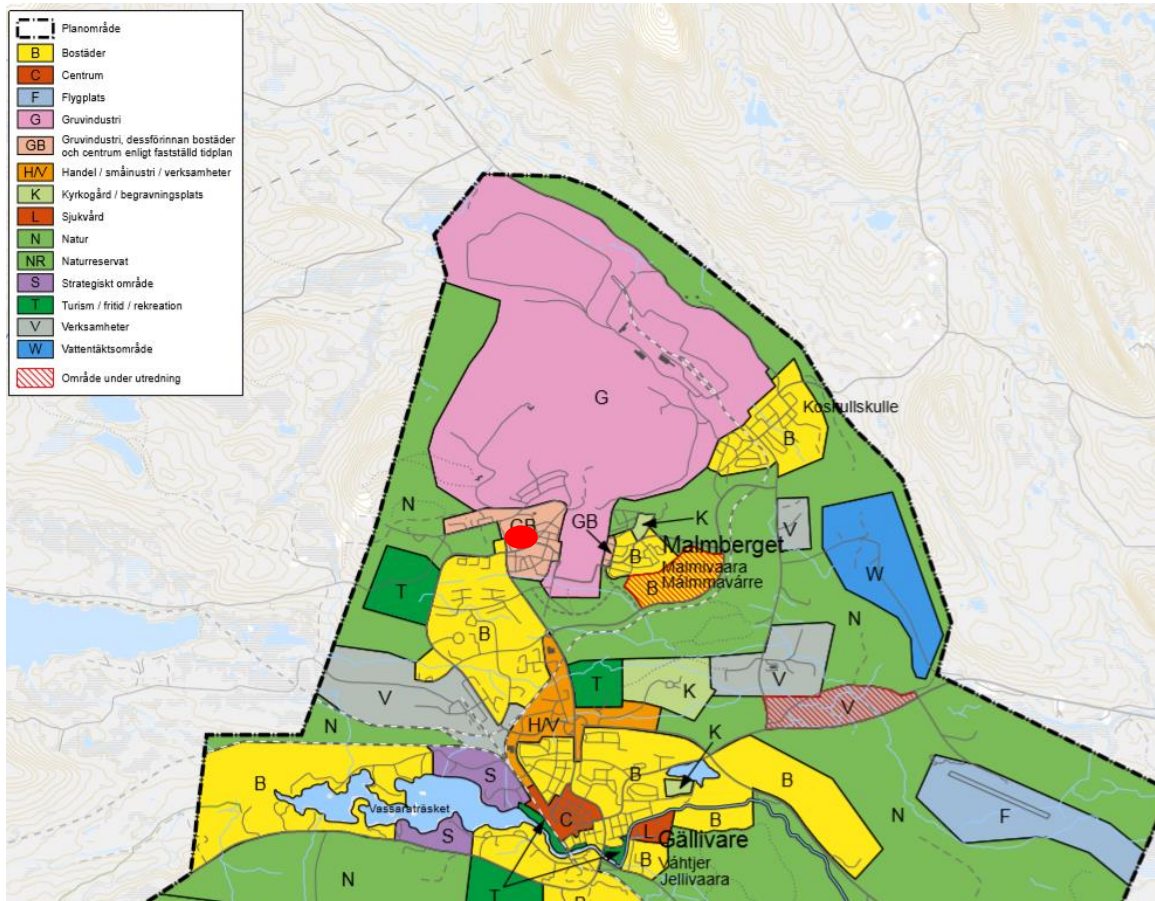 Planområde
B Bostäder
C Centrum
F Flygplats
G Gruvindustri
GB Gruvindustri, dessförinnan bostäder
och centrum enligt fastställd tidplan
H/V Handel / småinustri / verksamheter
K Kyrkogård / begravningsplats
L Sjukvård
N Natur
NR Naturreservat
S Strategiskt område
T Turism / fritid / rekreation
V Verksamheter
W Vattentäktsområde
Område under utredning
G
Koskullskulle
B
N
GB
GB
K
V
B
Malmberget
Malmivaara
Málmmavárre
W
T
B
B
N
T
K
V
V
V
N
H/V
K
B
S
B
B
N
Vassaraträsket
C
B
F
S
L
Gällivare
Váhtjer
Jellivaara
B
N
T
B